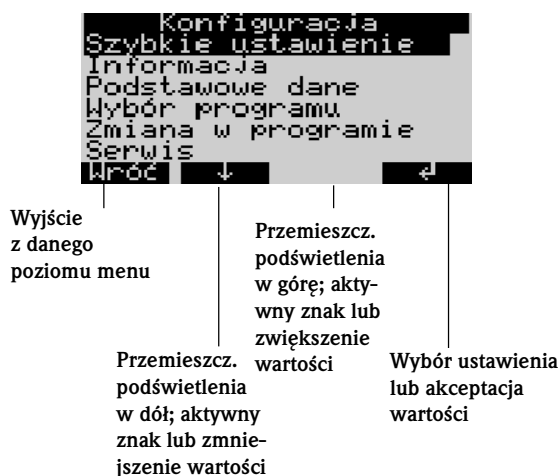 Konfiguracja
Szybkie ustawienie
Informacja
Podstawowe dane
Wybór programu
Zmiana w programie
Serwis
Wróć ↓ ↲
Wyjście
z danego
poziomu menu
Przemieszcz.
podświetlenia
w dół; aktywny
znak lub zmnie-
jszenie wartości
Przemieszcz.
podświetlenia
w górę; akty-
wny znak lub
zwiększenie
wartości
Wybór ustawienia
lub akceptacja
wartości